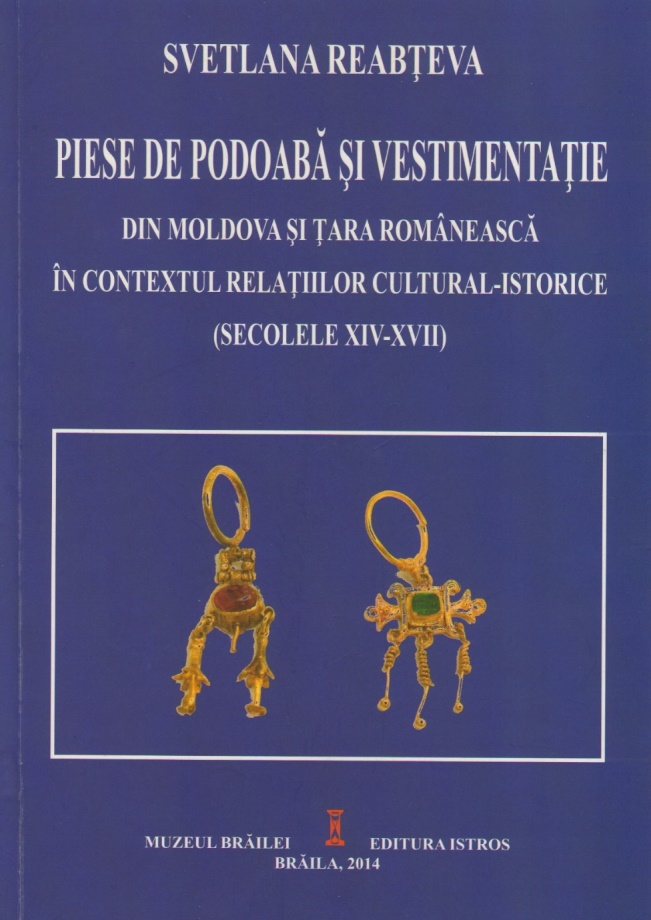 SVETLANA REABȚEVA
PIESE DE PODOABĂ ȘI VESTIMENTAȚIE
DIN MOLDOVA ȘI ȚARA ROMÂNEASCĂ
ÎN CONTEXTUL RELAȚIILOR CULTURAL-ISTORICE
(SECOLELE XIV-XVII)
MUZEUL BRĂILEI EDITURA ISTROS
BRĂILA, 2014